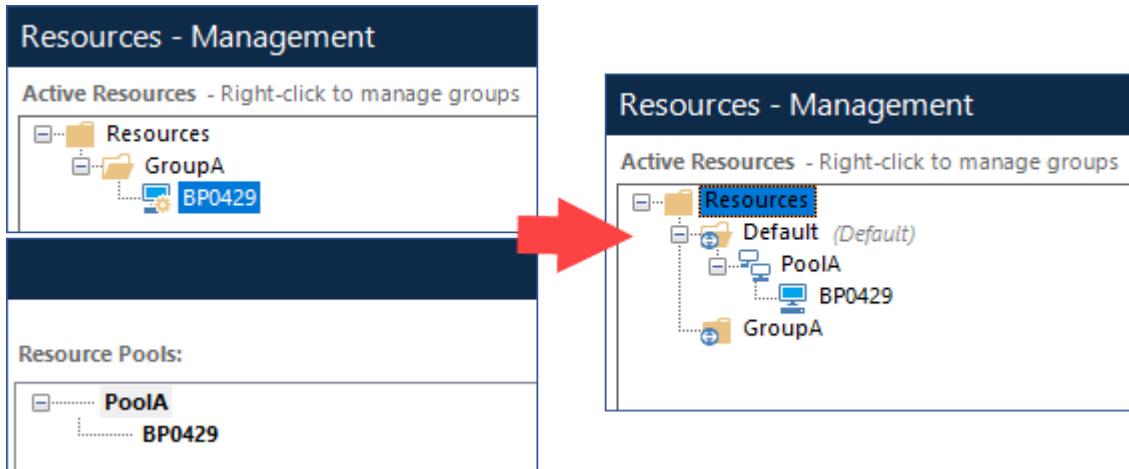 Resources - Management
Active Resources - Right-click to manage groups
Resources
GroupA
BP0429
Resource Pools:
PoolA
BP0429
Resources - Management
Active Resources - Right-click to manage groups
Resources
Default (Default)
PoolA
BP0429
GroupA